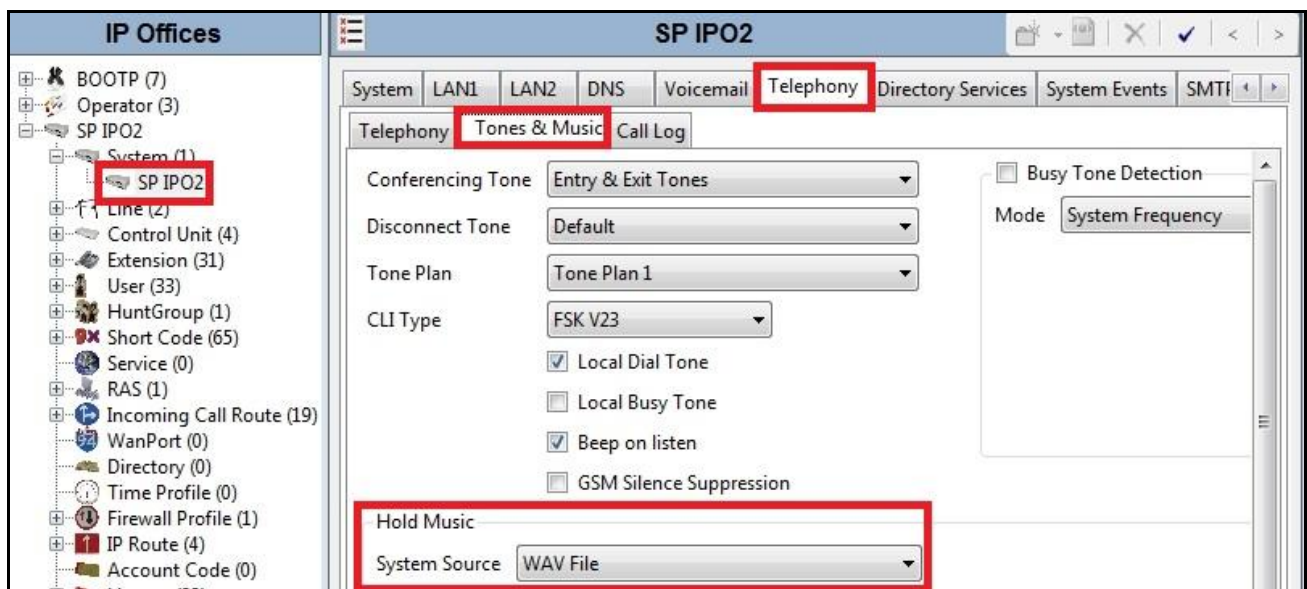 IP Offices
BOOTP (7)
Operator (3)
SP IPO2
System (1)
SP IPO2
Line (2)
Control Unit (4)
Extension (31)
User (33)
HuntGroup (1)
Short Code (65)
Service (0)
RAS (1)
Incoming Call Route (19)
WanPort (0)
Directory (0)
Time Profile (0)
Firewall Profile (1)
IP Route (4)
Account Code (0)
SP IPO2
System LAN1 LAN2 DNS Voicemail Telephony Directory Services System Events
Telephony Tones & Music Call Log
Conferencing Tone Entry & Exit Tones
Disconnect Tone Default
Tone Plan Tone Plan 1
CLI Type FSK V23
Local Dial Tone
Local Busy Tone
Beep on listen
GSM Silence Suppression
Busy Tone Detection
Mode System Frequency
Hold Music
System Source WAV File